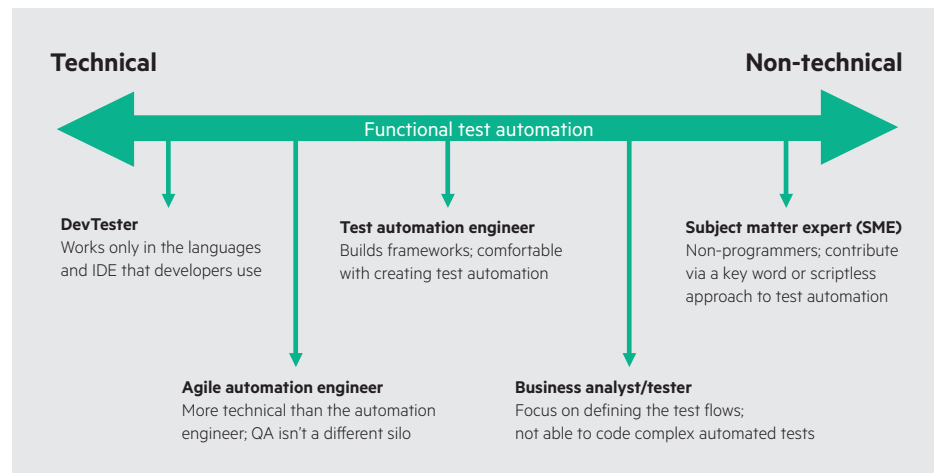 Technical
Non-technical
Functional test automation
DevTester
Works only in the languages
and IDE that developers use
Test automation engineer
Builds frameworks; comfortable
with creating test automation
Subject matter expert (SME)
Non-programmers; contribute
via a key word or scriptless
approach to test automation
Agile automation engineer
More technical than the automation
engineer; QA isn’t a different silo
Business analyst/tester
Focus on defining the test flows;
not able to code complex automated tests